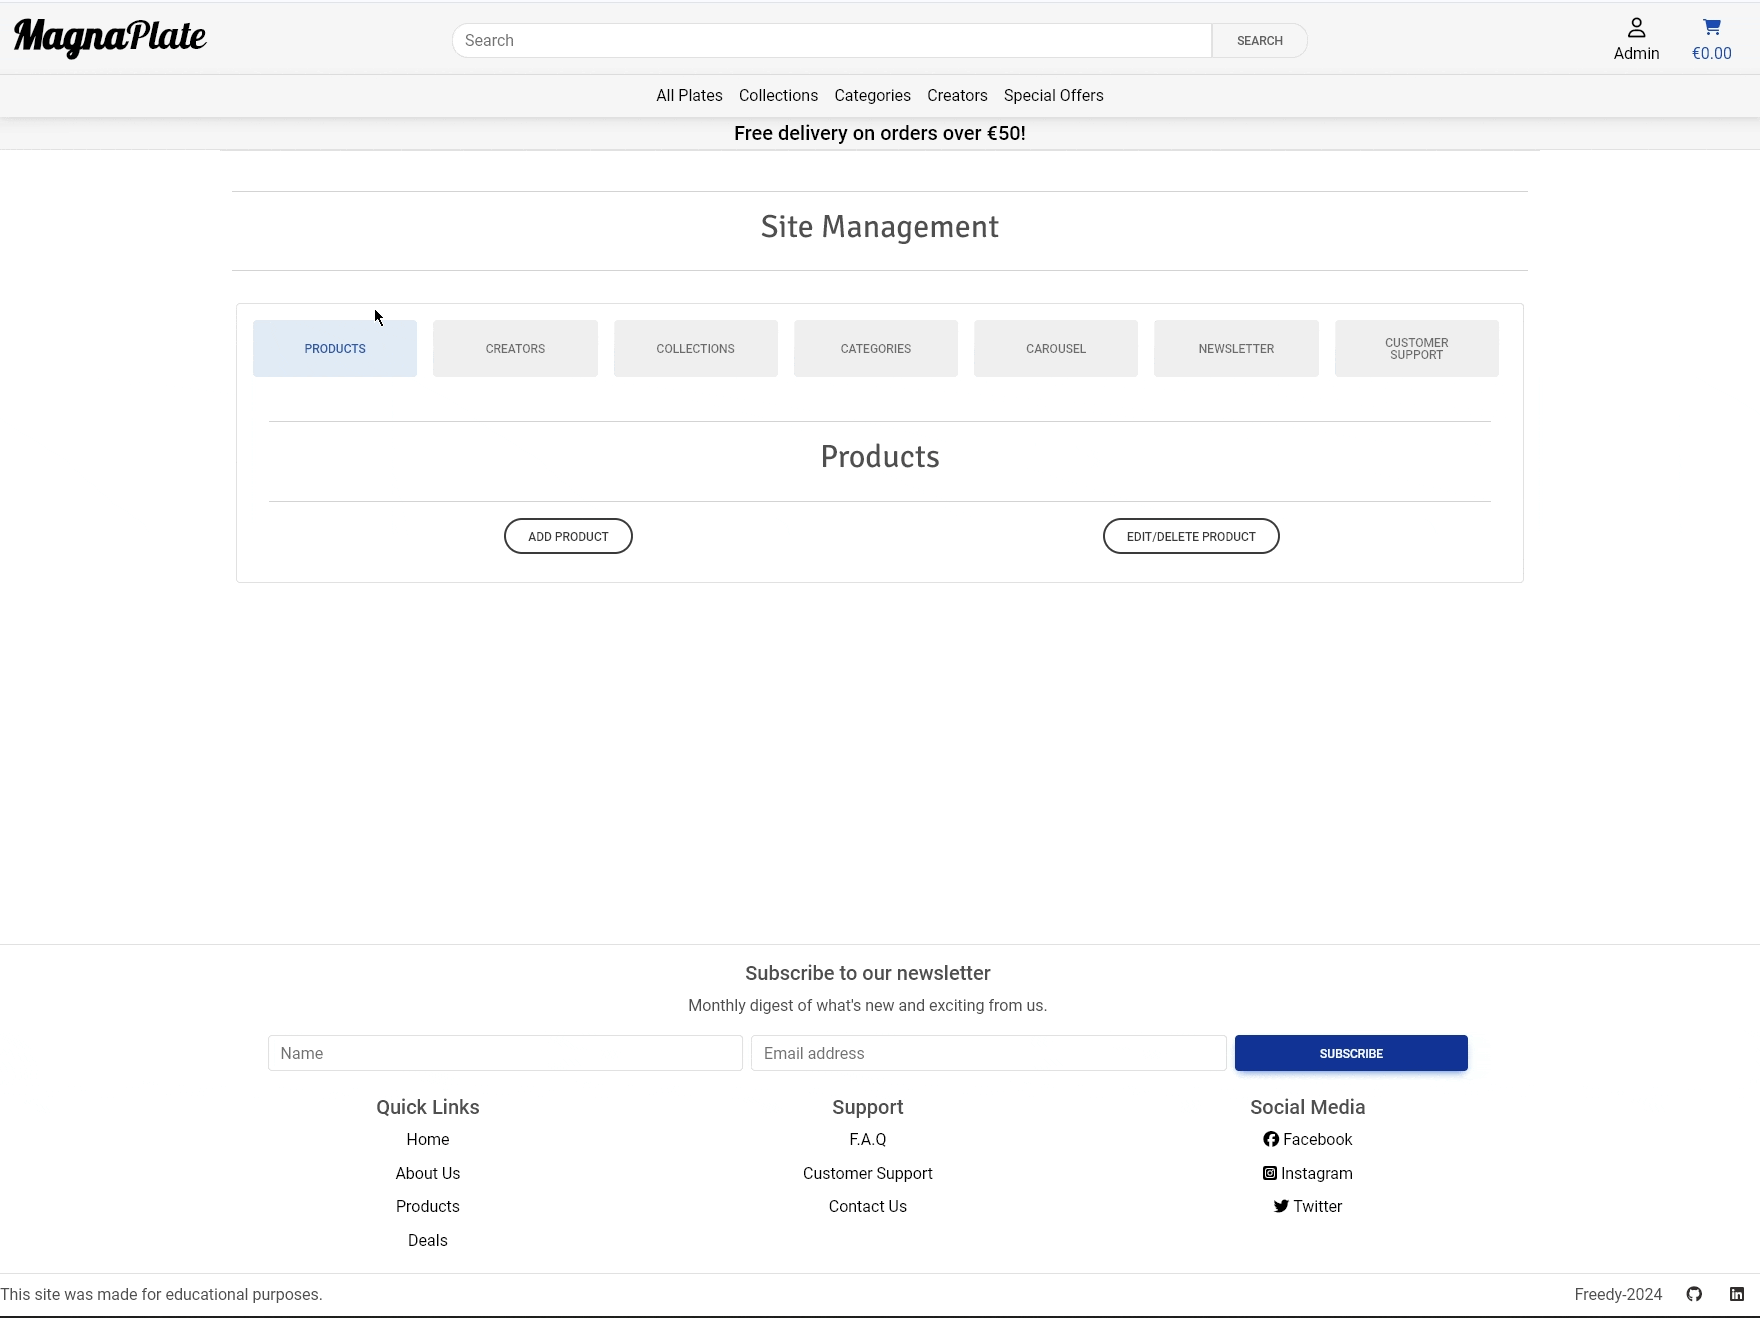 MagnaPlate
Search
SEARCH
Admin
€0.00
All Plates Collections Categories Creators Special Offers
Free delivery on orders over €50!
Site Management
PRODUCTS
CREATORS
COLLECTIONS
CATEGORIES
CAROUSEL
NEWSLETTER
CUSTOMER
SUPPORT
Products
ADD PRODUCT
EDIT/DELETE PRODUCT
Subscribe to our newsletter
Monthly digest of what's new and exciting from us.
Name
Email address
SUBSCRIBE
Quick Links
Home
About Us
Products
Deals
Support
F.A.Q
Customer Support
Contact Us
Social Media
Facebook
Instagram
Twitter
This site was made for educational purposes.
Freedy-2024